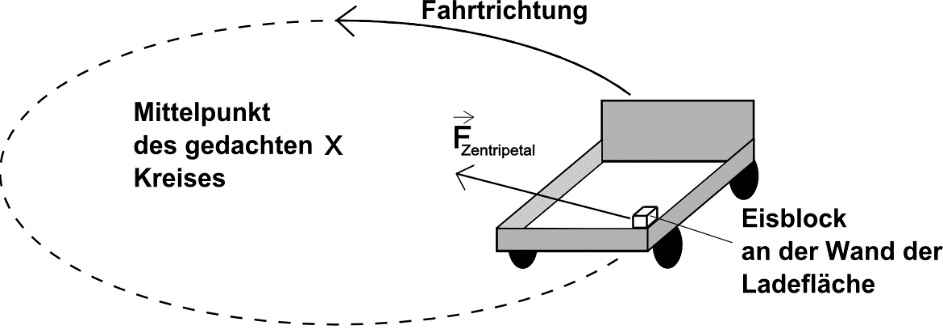 Fahrtrichtung
Mittelpunkt
des gedachten X
Kreises
F Zentripetal
Eisblock
an der Wand der
Ladefläche